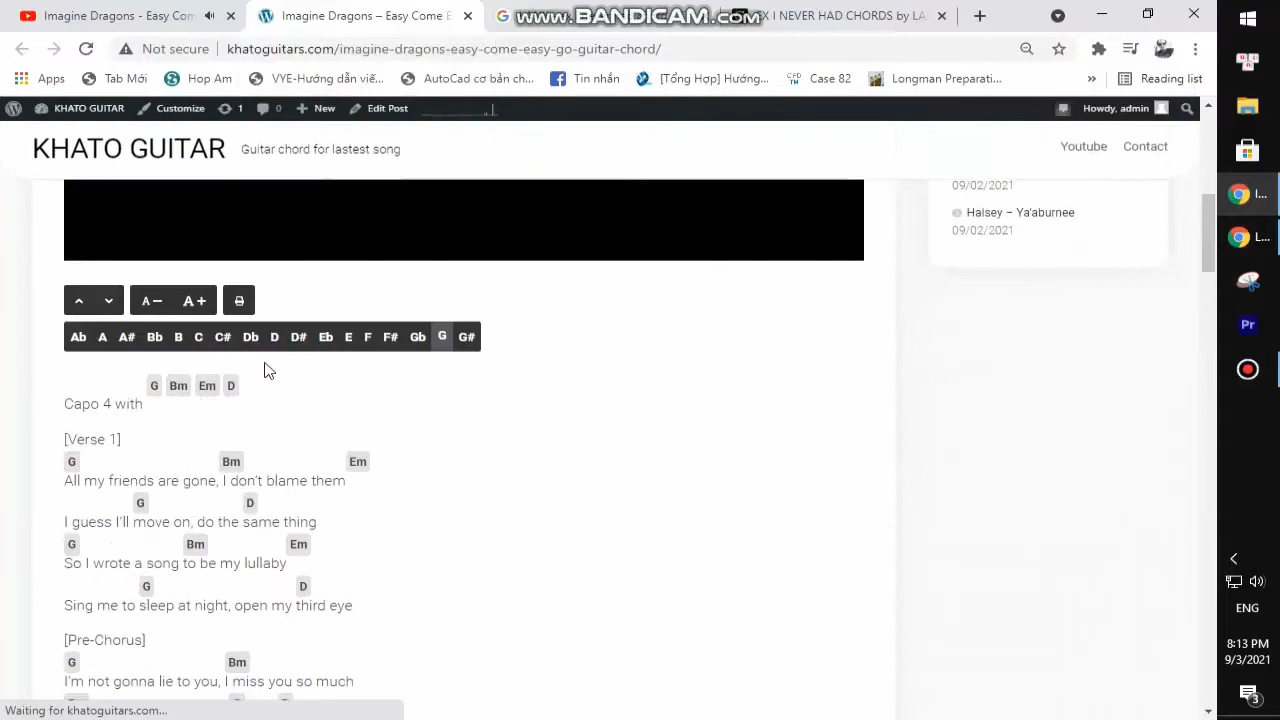 Imagine Dragons - Easy Com
Imagine Dragons – Easy Come E
www.BANDICAM.com
X I NEVER HAD CHORDS by LA
Not secure
khatoguitars.com/imagine-dragons-easy-come-easy-go-guitar-chord/
Apps
Tab Mới
Hop Am
VYE-Hướng dẫn viế...
AutoCad cơ bản ch...
Tin nhắn
[Tổng Hợp] Hướng...
Case 82
Longman Preparati...
»
Reading list
KHATO GUITAR
Customize
1
0
New
Edit Post
Howdy, admin
KHATO GUITAR
Guitar chord for lastest song
Youtube
Contact
09/02/2021
Halsey – Ya'aburnee
09/02/2021
A− A+
Ab A A# Bb B C C# Db D D# Eb E F F# Gb G G#
G Bm Em D
Capo 4 with
[Verse 1]
G Bm Em
All my friends are gone, I don't blame them
G D
I guess I'll move on, do the same thing
G Bm Em
So I wrote a song to be my lullaby
G D
Sing me to sleep at night, open my third eye
[Pre-Chorus]
G Bm
I'm not gonna lie to you, I miss you so much
Waiting for khatoguitars.com...
I...
L...
Pr
ENG
8:13 PM
9/3/2021
3